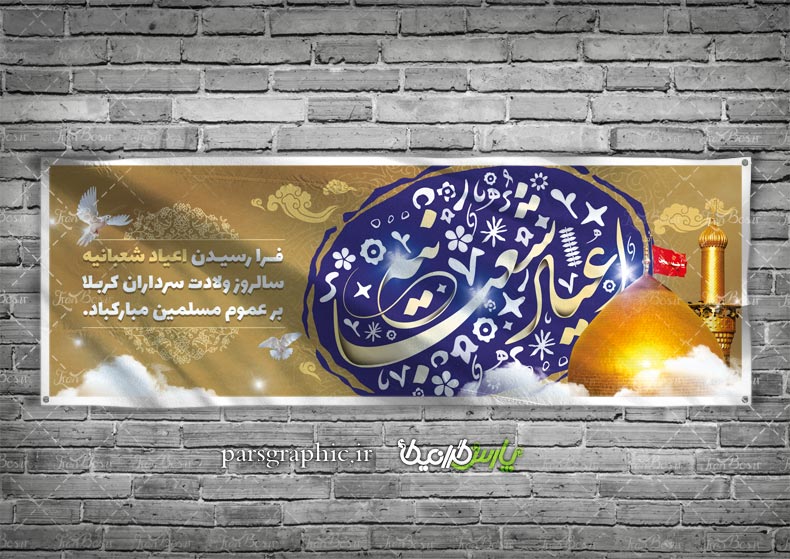 اعیاد شعبانیه
فرا رسیدن اعیاد شعبانیه
سالروز ولادت سرداران کربلا
بر عموم مسلمین مبارکباد.
parsgraphic.ir
پارس گرافیک